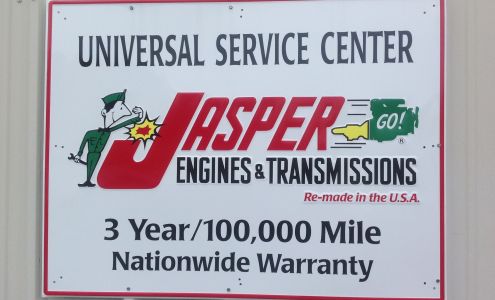 UNIVERSAL SERVICE CENTER
JASPER
GO!
®
ENGINES & TRANSMISSIONS
Re-made in the U.S.A.
3 Year/100,000 Mile
Nationwide Warranty